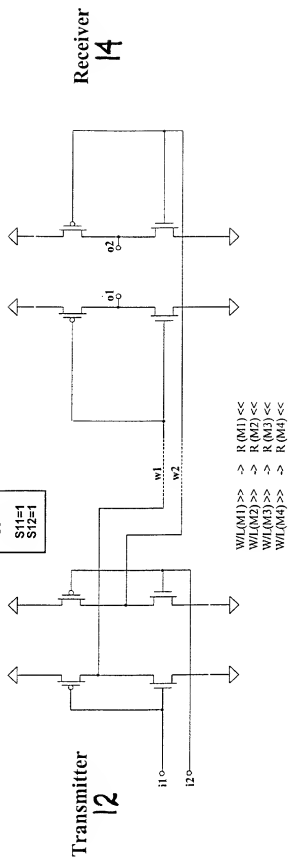 Transmitter
12
Receiver
14
S11=1
S12=1
i1
i2
w1
w2
o1
o2
W/L(M1)>> -> R (M1)<<
W/L(M2)>> -> R (M2)<<
W/L(M3)>> -> R (M3)<<
W/L(M4)>> -> R (M4)<<